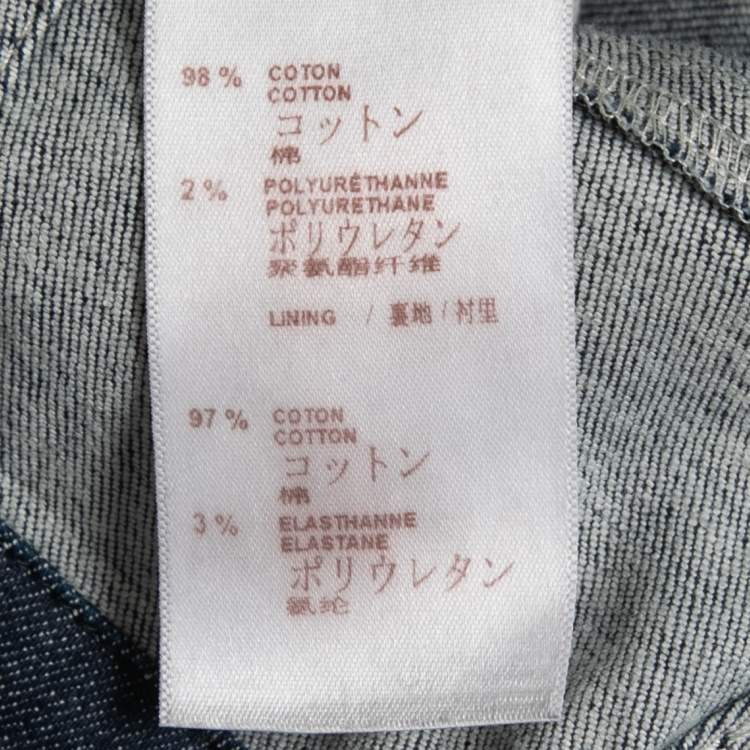 98 % COTON
COTTON
コットン
棉
2 % POLYURÉTHANNE
POLYURETHANE
ポリウレタン
聚氨酯纤维
LINING / 裏地 / 衬里
97 % COTON
COTTON
コットン
棉
3 % ELASTHANNE
ELASTANE
ポリウレタン
氨纶